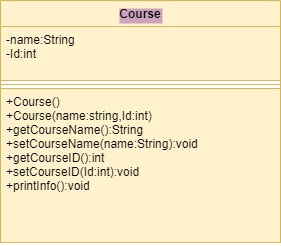 Course
-name:String
-Id:int
+Course()
+Course(name:string,Id:int)
+getCourseName():String
+setCourseName(name:String):void
+getCourseID():int
+setCourseID(Id:int):void
+printInfo():void